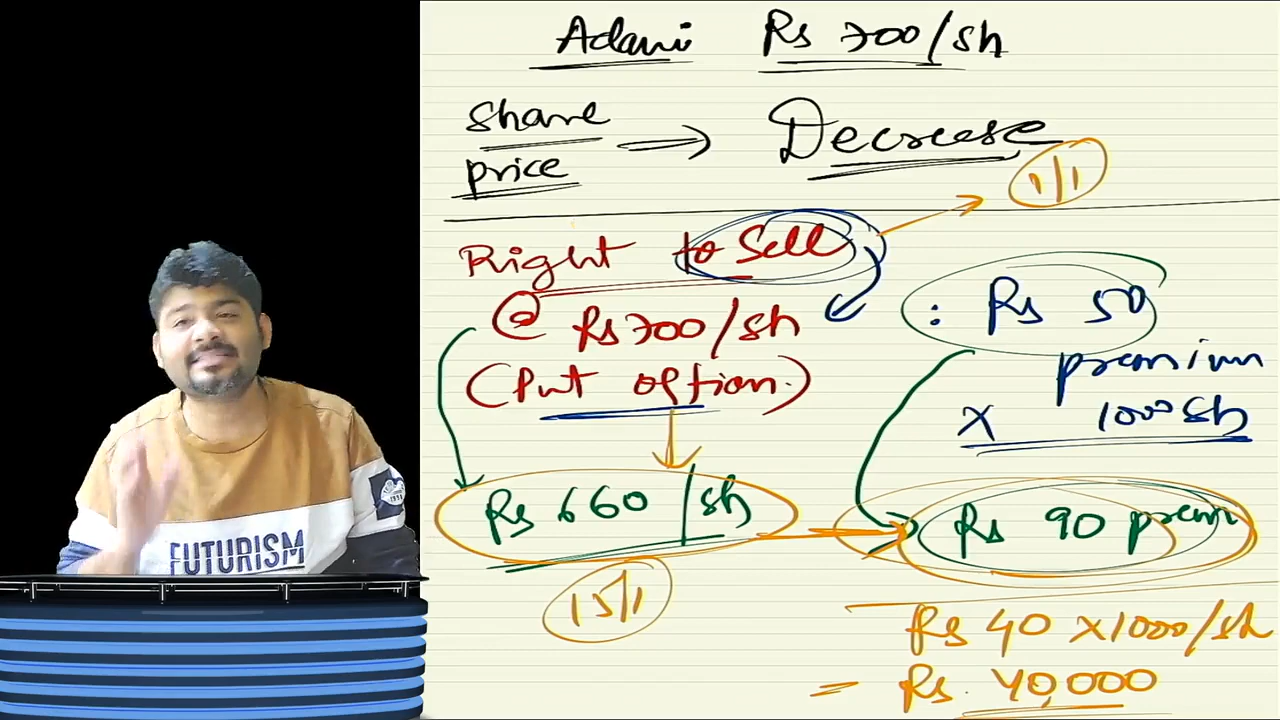 Adani Rs 700/sh
share price ⇒ Decrease
1/1
Right to Sell
@ Rs 700/sh
(Put option.)
: Rs 50
premium
x 1000 sh
Rs 660/sh
15/1
Rs 90 prem
Rs 40 x 1000/sh
= Rs. 40,000
FUTURISM